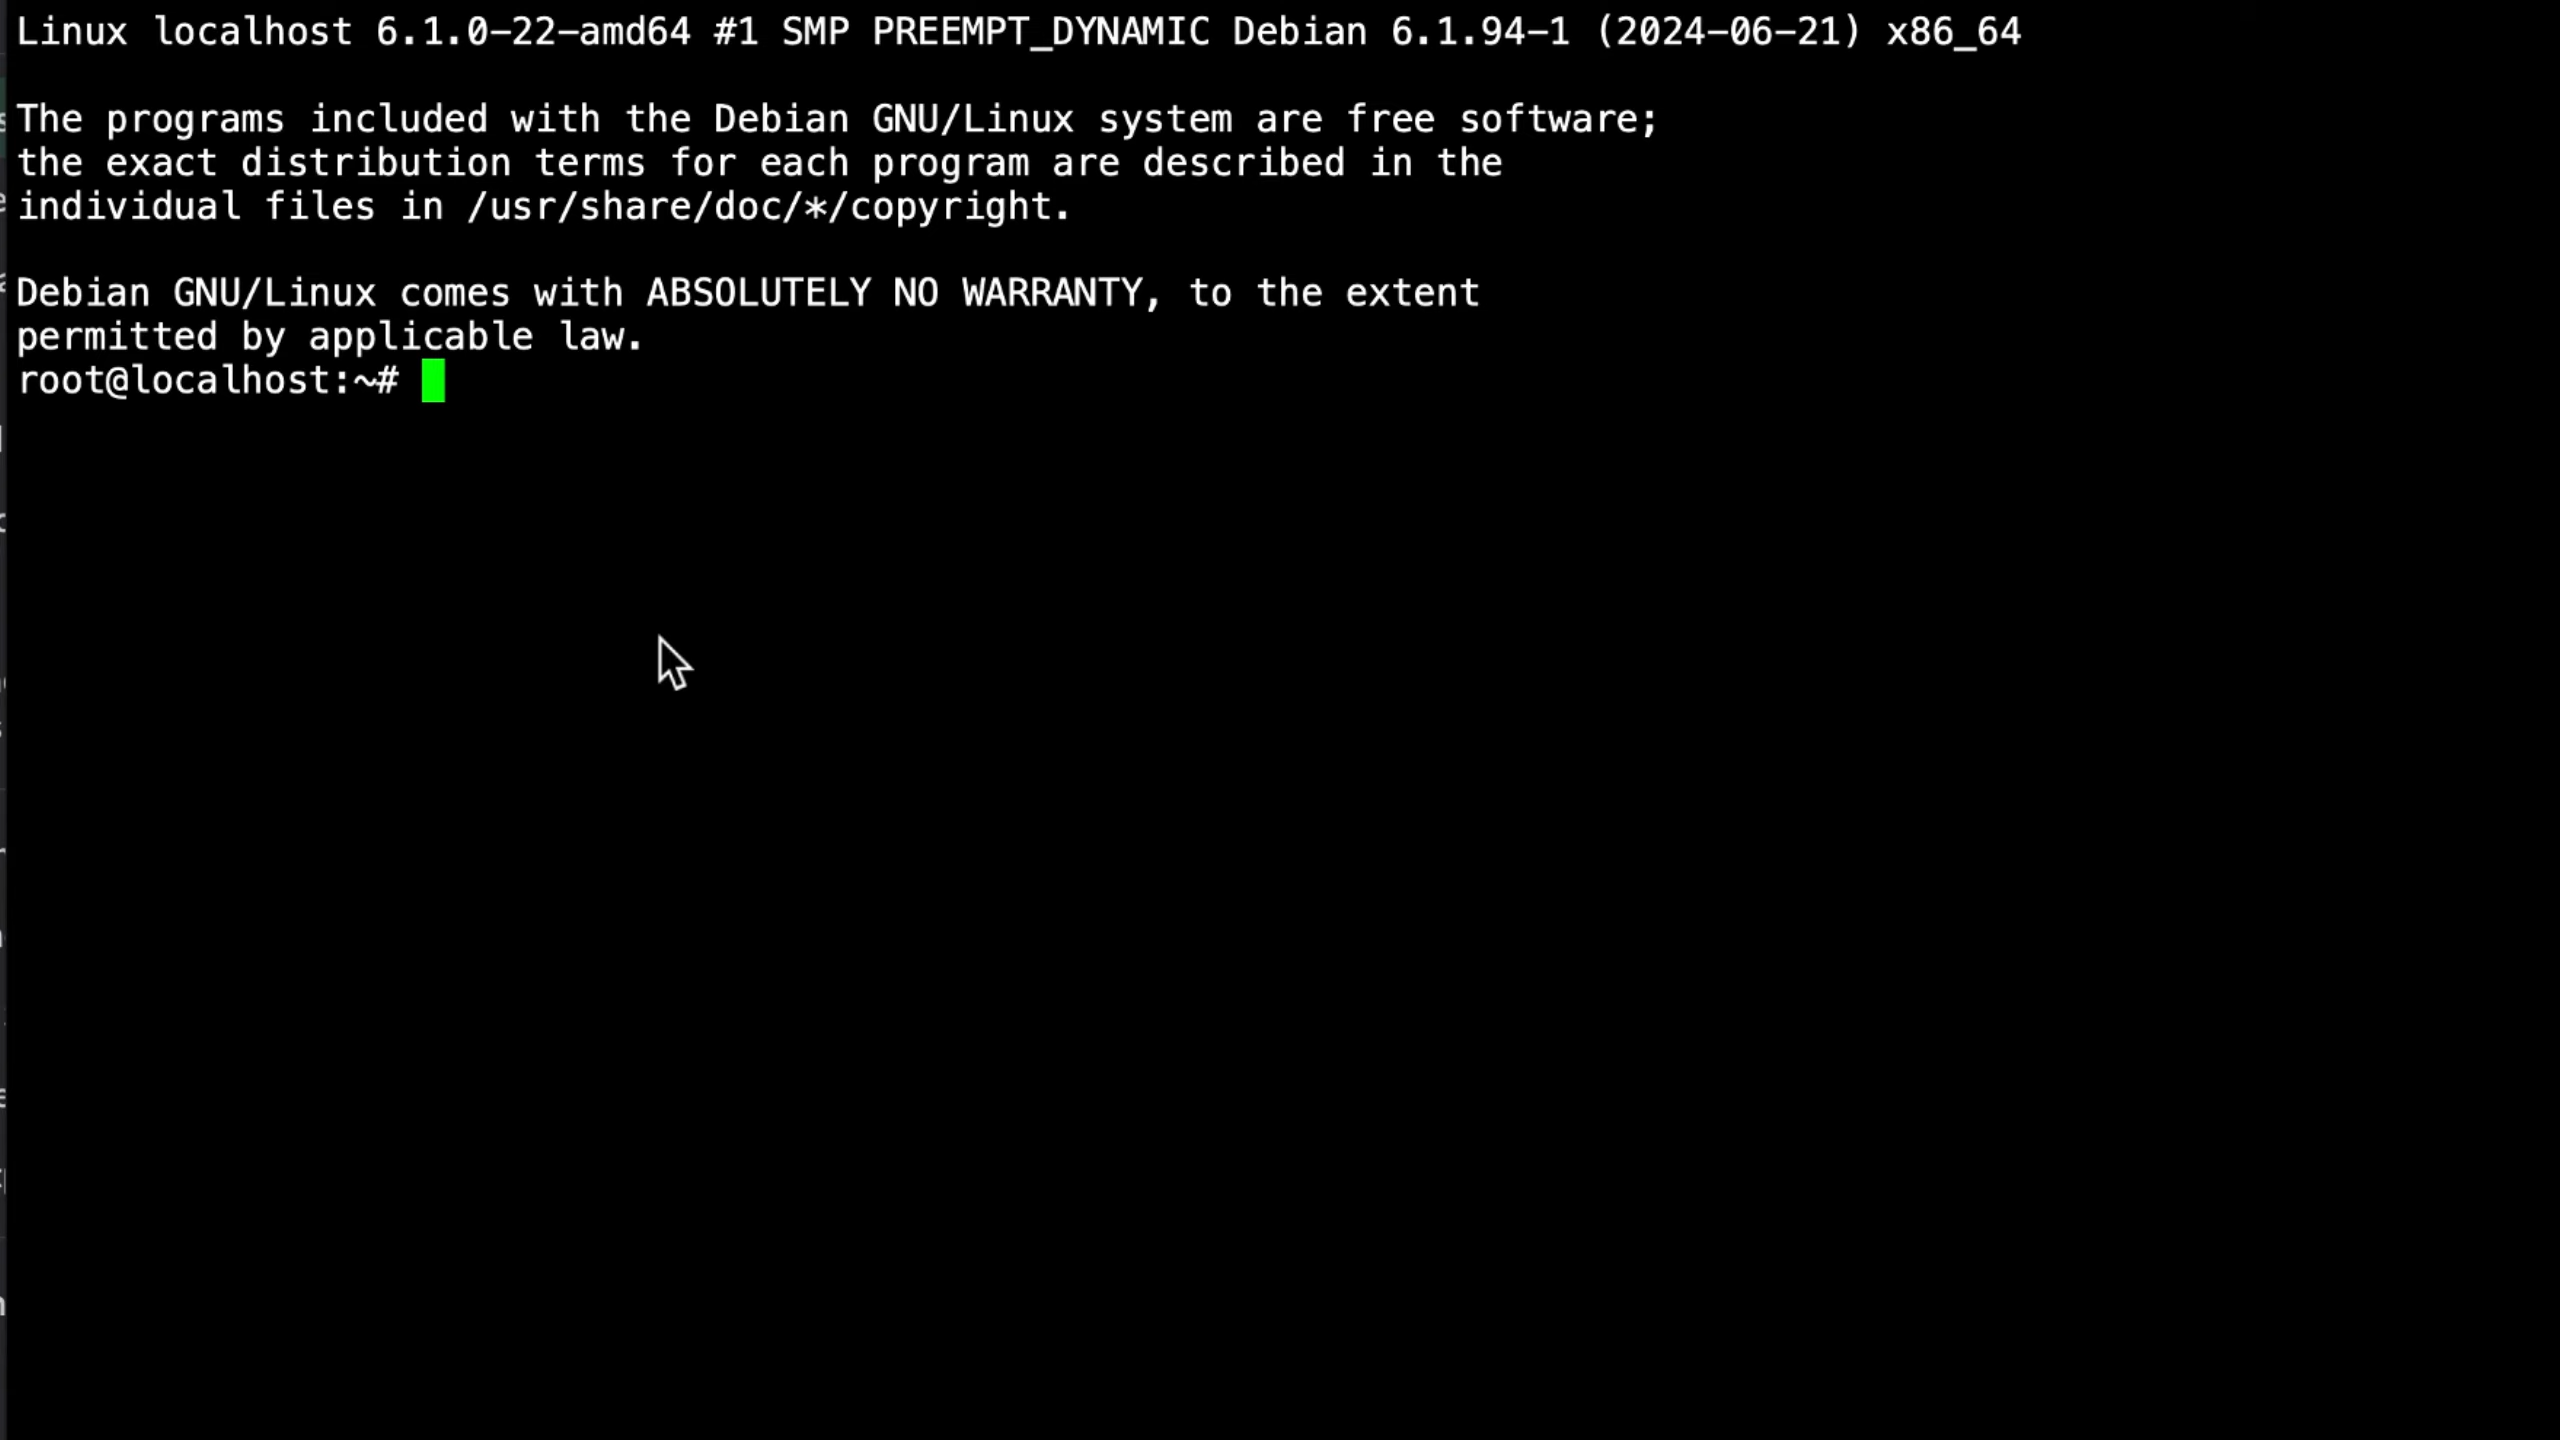 Linux localhost 6.1.0-22-amd64 #1 SMP PREEMPT_DYNAMIC Debian 6.1.94-1 (2024-06-21) x86_64
The programs included with the Debian GNU/Linux system are free software;
the exact distribution terms for each program are described in the
individual files in /usr/share/doc/*/copyright.
Debian GNU/Linux comes with ABSOLUTELY NO WARRANTY, to the extent
permitted by applicable law.
root@localhost:~#